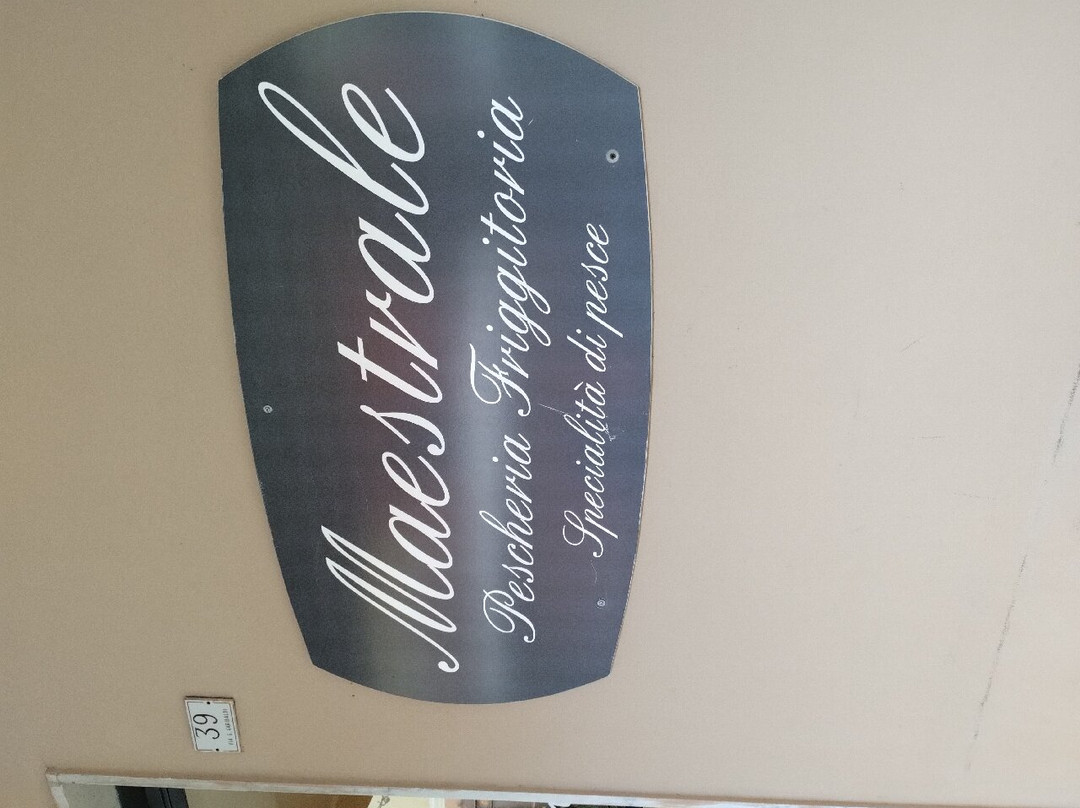 Maestrale
Pescheria Friggitoria
Specialità di pesce
39